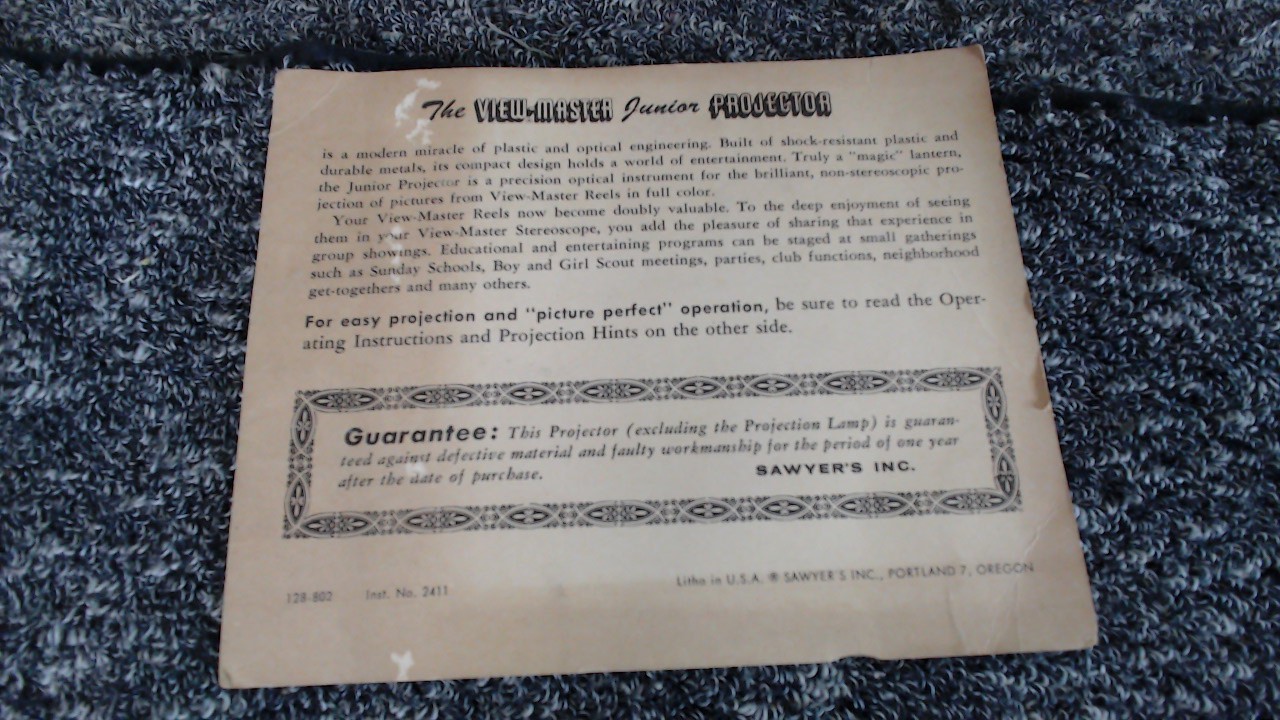 The VIEW-MASTER Junior PROJECTOR
is a modern miracle of plastic and optical engineering. Built of shock-resistant plastic and
durable metals, its compact design holds a world of entertainment. Truly a "magic" lantern,
the Junior Projector is a precision optical instrument for the brilliant, non-stereoscopic pro-
jection of pictures from View-Master Reels in full color.
Your View-Master Reels now become doubly valuable. To the deep enjoyment of seeing
them in your View-Master Stereoscope, you add the pleasure of sharing that experience in
group showings. Educational and entertaining programs can be staged at small gatherings
such as Sunday Schools, Boy and Girl Scout meetings, parties, club functions, neighborhood
get-togethers and many others.
For easy projection and "picture perfect" operation, be sure to read the Oper-
ating Instructions and Projection Hints on the other side.
Guarantee: This Projector (excluding the Projection Lamp) is guaran-
teed against defective material and faulty workmanship for the period of one year
after the date of purchase. SAWYER'S INC.
128-802 Inst. No. 2411 Litho in U.S.A. ® SAWYER'S INC., PORTLAND 7, OREGON